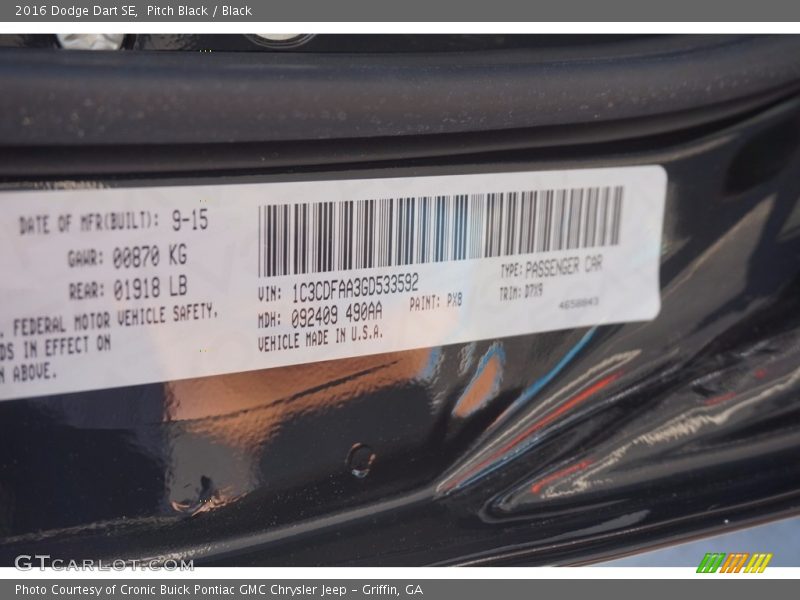 2016 Dodge Dart SE, Pitch Black / Black
DATE OF MFR(BUILT): 9-15
GAWR: 00870 KG
REAR: 01918 LB
. FEDERAL MOTOR VEHICLE SAFETY,
DS IN EFFECT ON
N ABOVE.
VIN: 1C3CDFAA3GD533592
MDH: 092409 490AA
PAINT: PX8
VEHICLE MADE IN U.S.A.
TYPE: PASSENGER CAR
TRIM: D7X9
4658843
GTCARLOT.COM
Photo Courtesy of Cronic Buick Pontiac GMC Chrysler Jeep - Griffin, GA